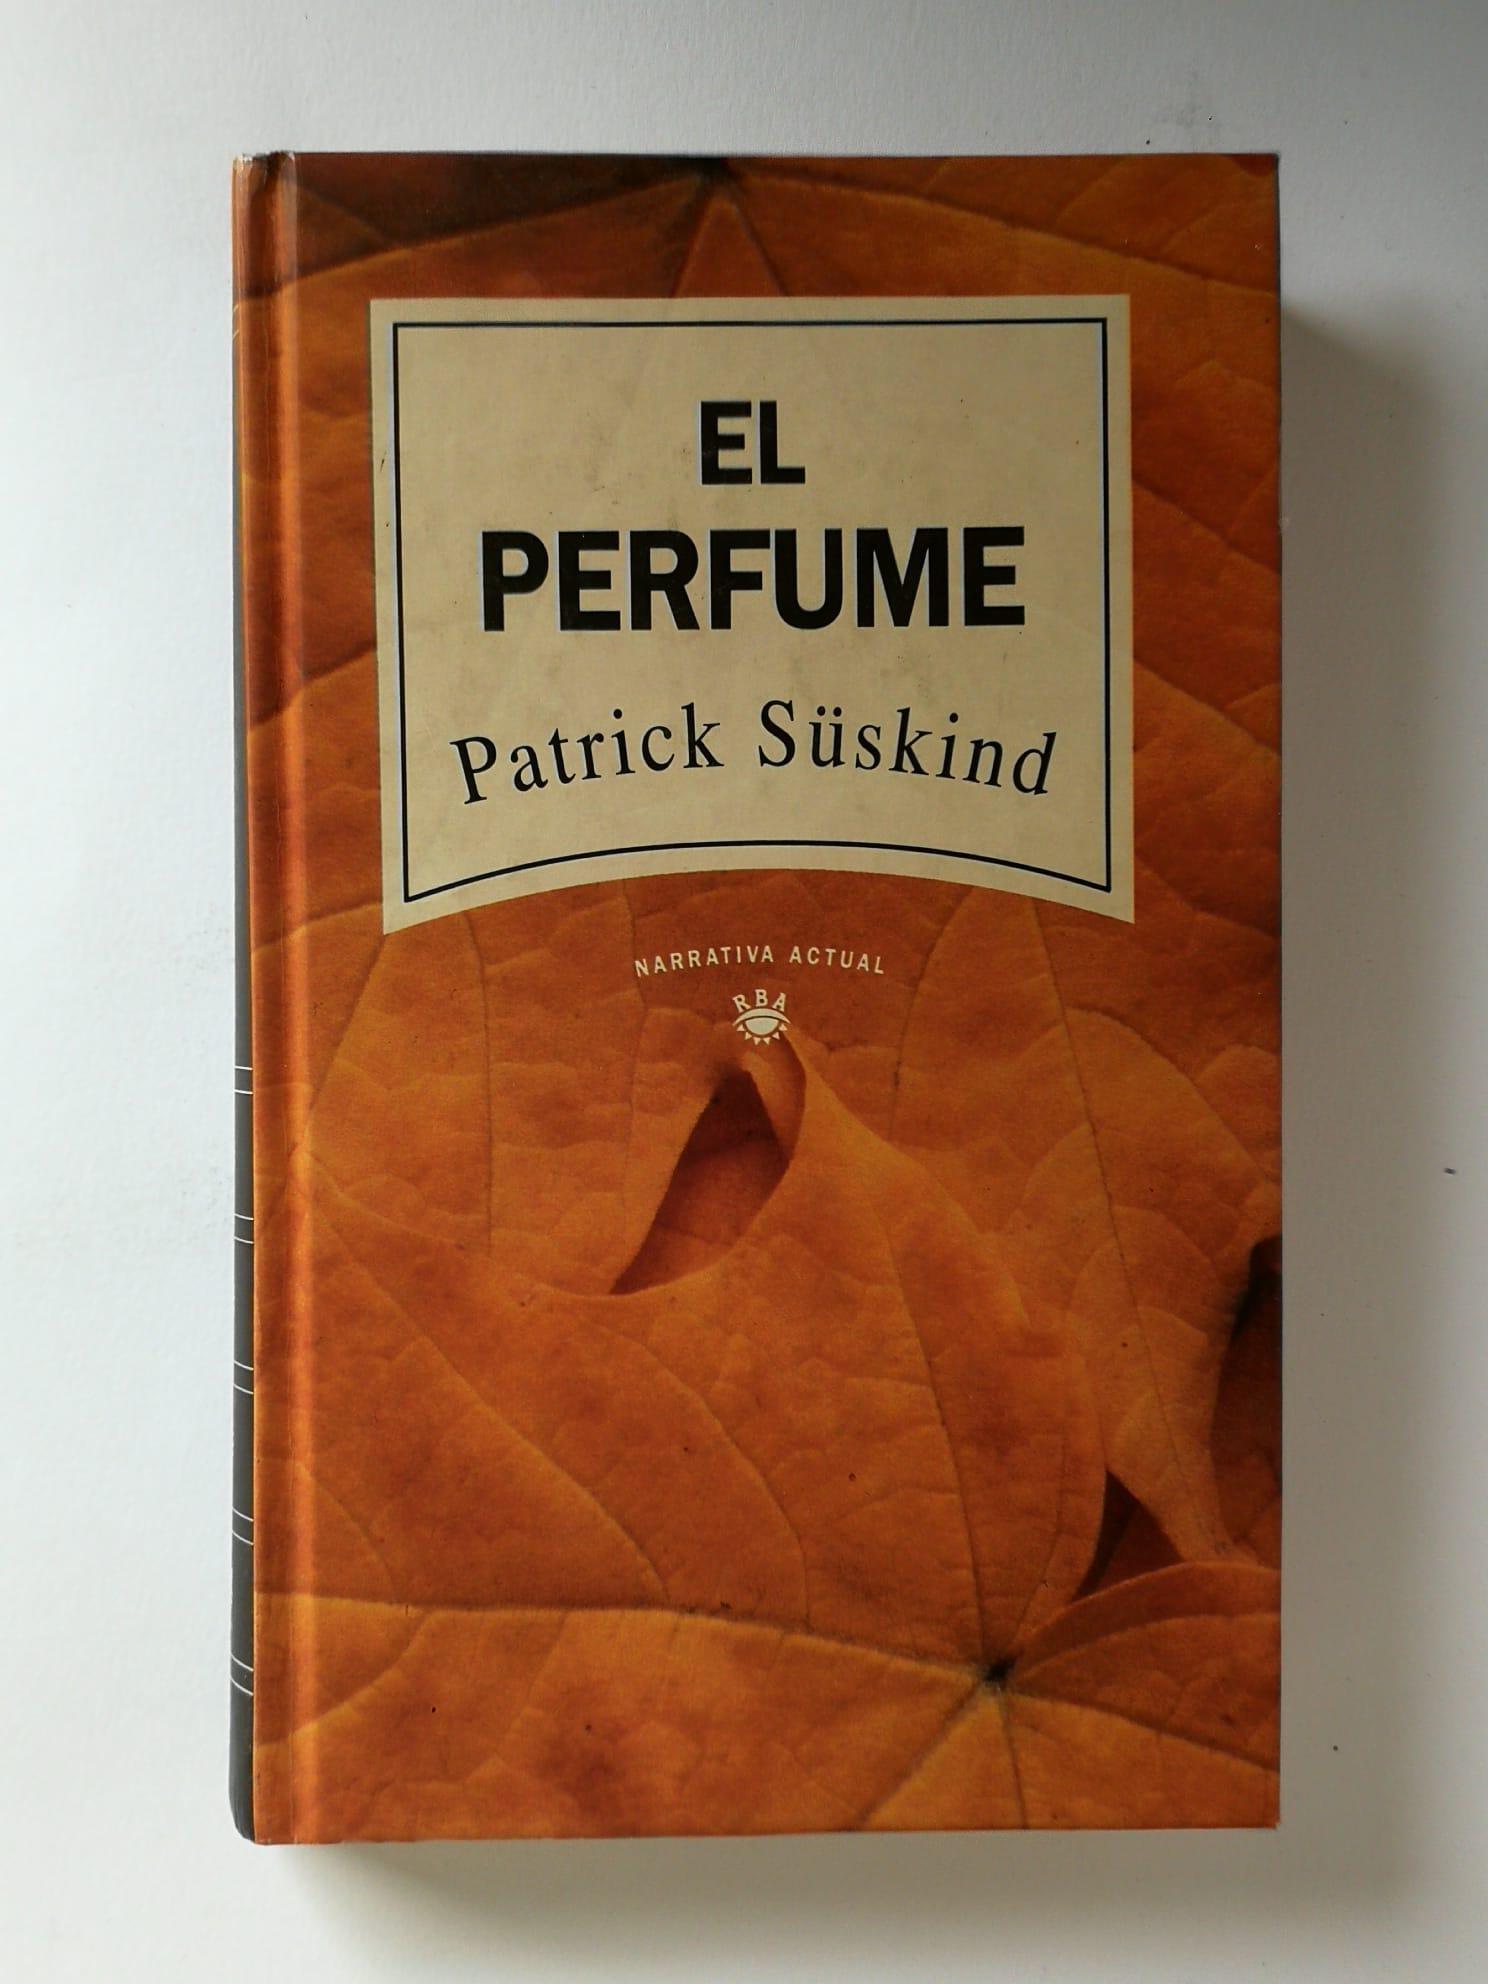 EL
PERFUME
Patrick Süskind
NARRATIVA ACTUAL
RBA